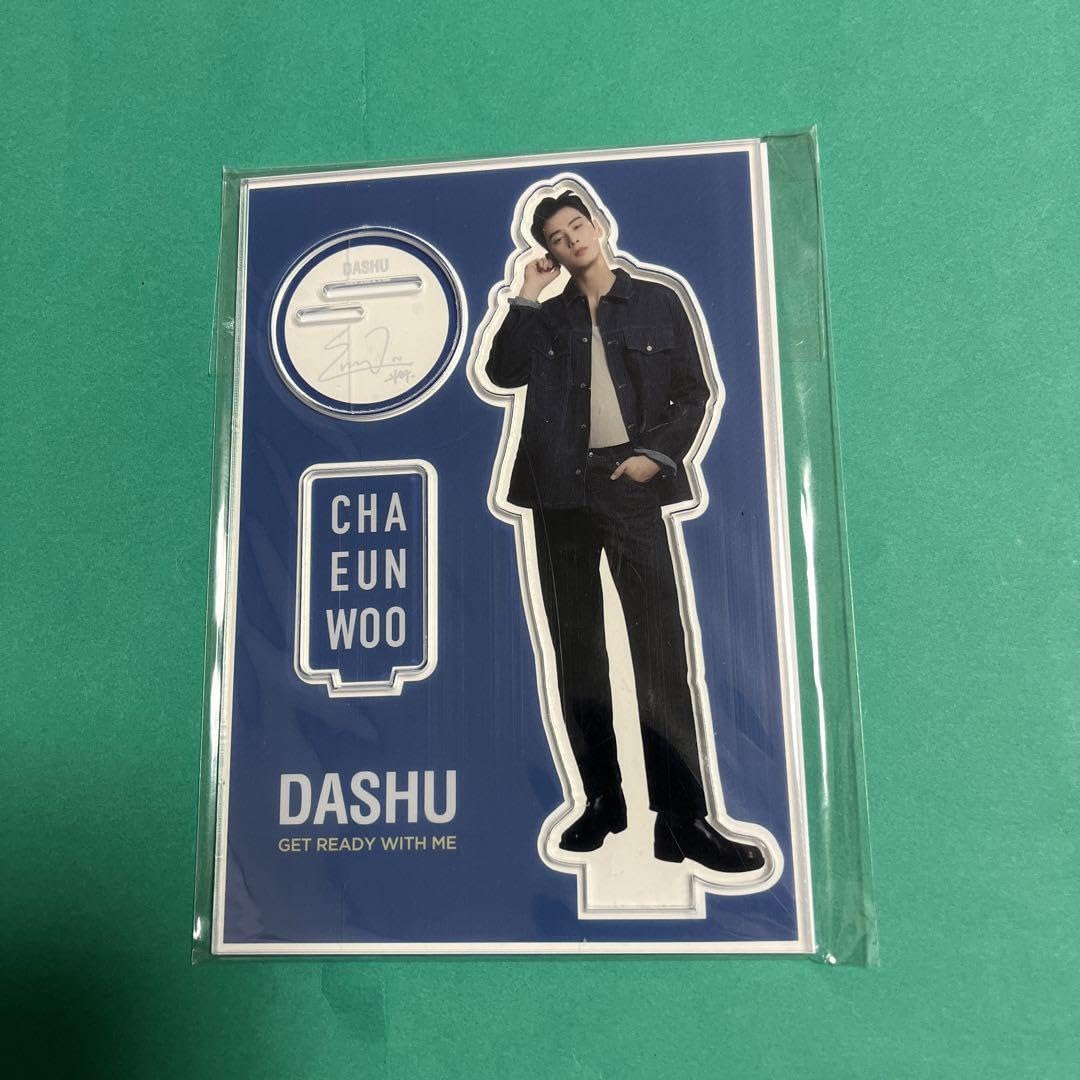 DASHU
CHA
EUN
WOO
DASHU
GET READY WITH ME